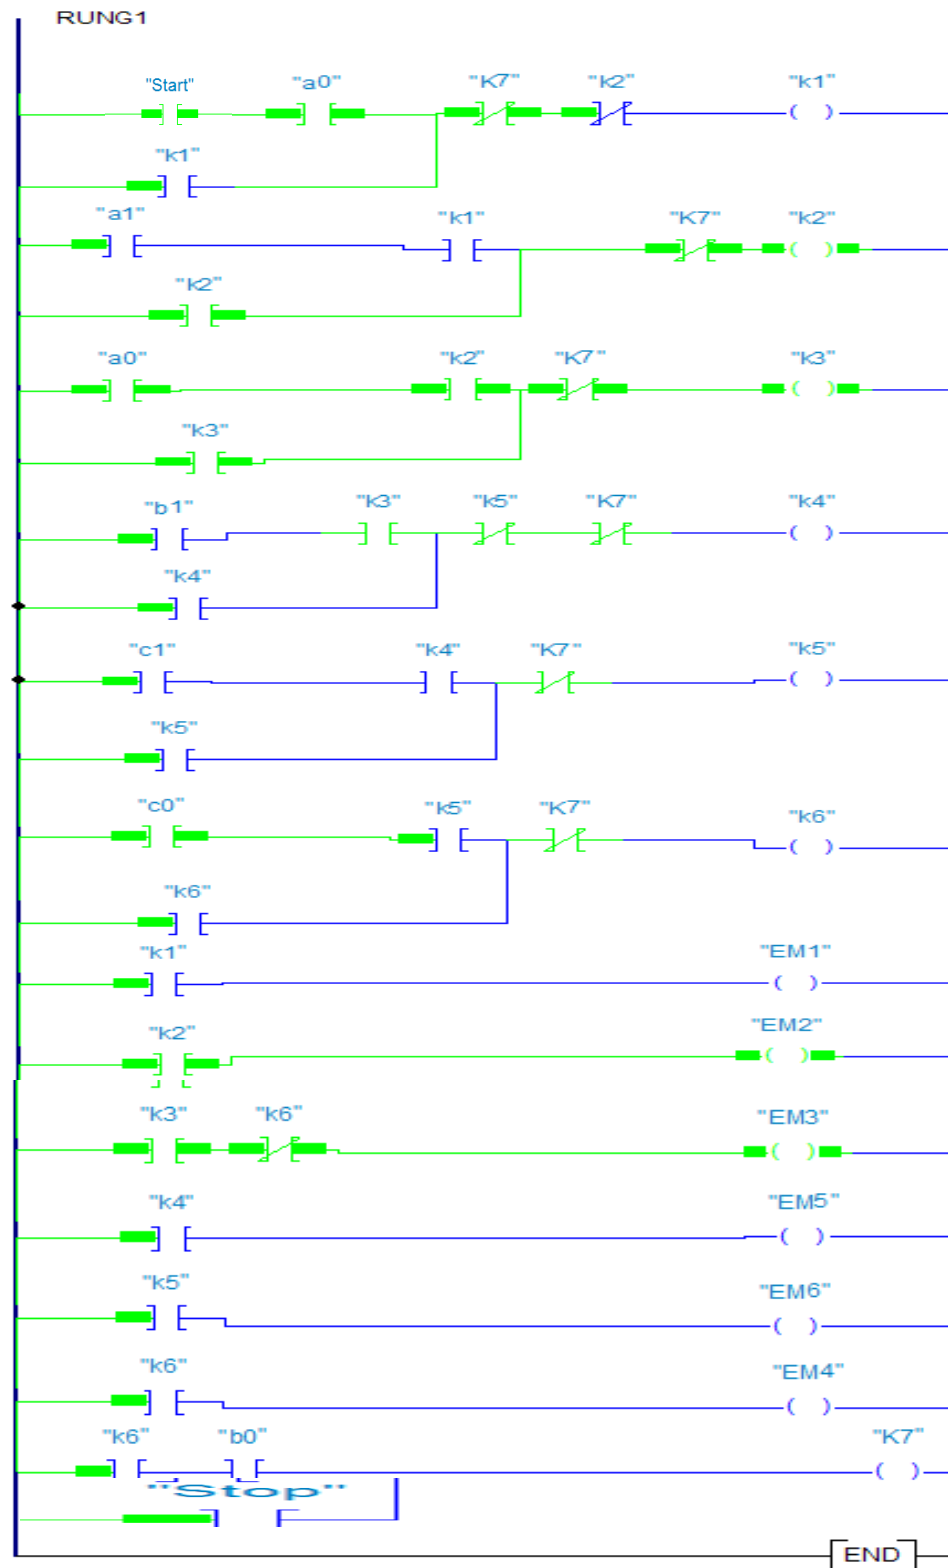 RUNG1
"Start" "a0" "K7" "k2" "k1"
"k1"
"a1" "k1" "K7" "k2"
"k2"
"a0" "k2" "K7" "k3"
"k3"
"b1" "k3" "k5" "K7" "k4"
"k4"
"c1" "k4" "K7" "k5"
"k5"
"c0" "k5" "K7" "k6"
"k6"
"k1" "EM1"
"k2" "EM2"
"k3" "k6" "EM3"
"k4" "EM5"
"k5" "EM6"
"k6" "EM4"
"k6" "b0" "K7"
"Stop"
END